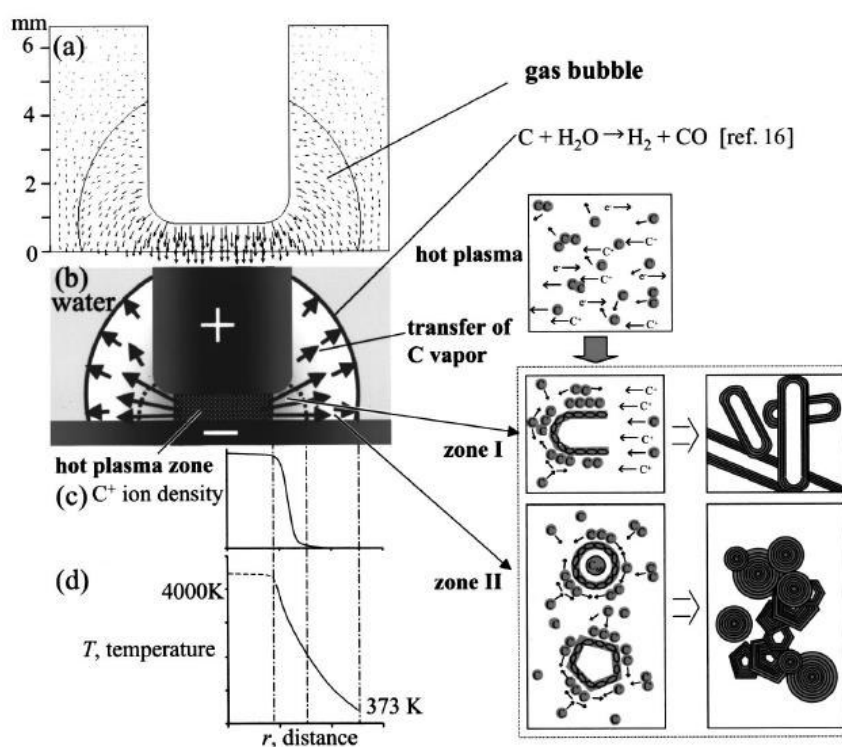 mm
6
4
2
0
(a)
gas bubble
C + H₂O → H₂ + CO [ref. 16]
(b)
water
+
−
transfer of
C vapor
hot plasma zone
hot plasma
e⁻ →
← C⁺
e⁻ →
← C⁺
e⁻ →
← C⁺
e⁻ →
← C⁺
← C⁺
zone I
← C⁺
← C⁺
← C⁺
← C⁺
zone II
(c)
C⁺ ion density
(d)
4000K
T, temperature
373 K
r, distance